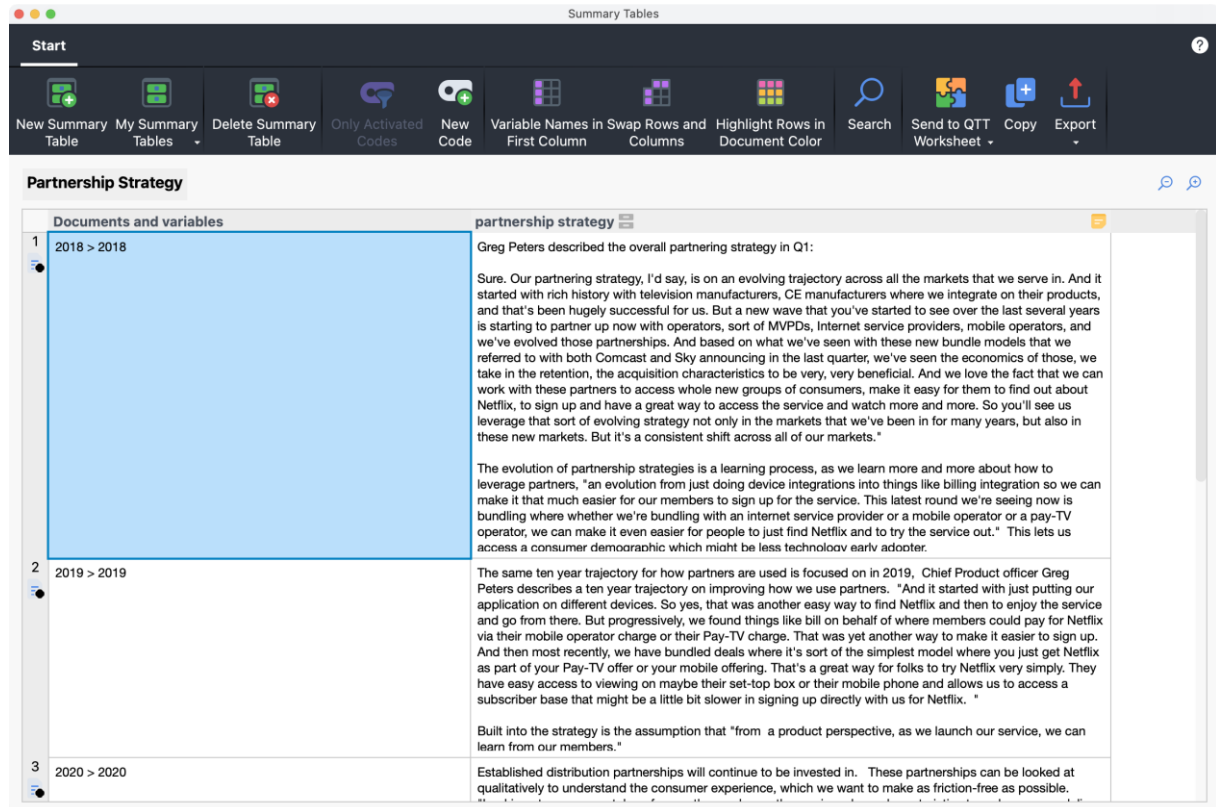 Summary Tables
Start
?
New Summary Table
My Summary Tables
Delete Summary Table
Only Activated Codes
New Code
Variable Names in First Column
Swap Rows and Columns
Highlight Rows in Document Color
Search
Send to QTT Worksheet
Copy
Export
Partnership Strategy
Documents and variables
partnership strategy
1
2018 > 2018
Greg Peters described the overall partnering strategy in Q1:
Sure. Our partnering strategy, I'd say, is on an evolving trajectory across all the markets that we serve in. And it
started with rich history with television manufacturers, CE manufacturers where we integrate on their products,
and that's been hugely successful for us. But a new wave that you've started to see over the last several years
is starting to partner up now with operators, sort of MVPDs, Internet service providers, mobile operators, and
we've evolved those partnerships. And based on what we've seen with these new bundle models that we
referred to with both Comcast and Sky announcing in the last quarter, we've seen the economics of those, we
take in the retention, the acquisition characteristics to be very, very beneficial. And we love the fact that we can
work with these partners to access whole new groups of consumers, make it easy for them to find out about
Netflix, to sign up and have a great way to access the service and watch more and more. So you'll see us
leverage that sort of evolving strategy not only in the markets that we've been in for many years, but also in
these new markets. But it's a consistent shift across all of our markets."
The evolution of partnership strategies is a learning process, as we learn more and more about how to
leverage partners, "an evolution from just doing device integrations into things like billing integration so we can
make it that much easier for our members to sign up for the service. This latest round we're seeing now is
bundling where whether we're bundling with an internet service provider or a mobile operator or a pay-TV
operator, we can make it even easier for people to just find Netflix and to try the service out." This lets us
access a consumer demographic which might be less technology early adopter.
2
2019 > 2019
The same ten year trajectory for how partners are used is focused on in 2019, Chief Product officer Greg
Peters describes a ten year trajectory on improving how we use partners. "And it started with just putting our
application on different devices. So yes, that was another easy way to find Netflix and then to enjoy the service
and go from there. But progressively, we found things like bill on behalf of where members could pay for Netflix
via their mobile operator charge or their Pay-TV charge. That was yet another way to make it easier to sign up.
And then most recently, we have bundled deals where it's sort of the simplest model where you just get Netflix
as part of your Pay-TV offer or your mobile offering. That's a great way for folks to try Netflix very simply. They
have easy access to viewing on maybe their set-top box or their mobile phone and allows us to access a
subscriber base that might be a little bit slower in signing up directly with us for Netflix. "
Built into the strategy is the assumption that "from a product perspective, as we launch our service, we can
learn from our members."
3
2020 > 2020
Established distribution partnerships will continue to be invested in. These partnerships can be looked at
qualitatively to understand the consumer experience, which we want to make as friction-free as possible.